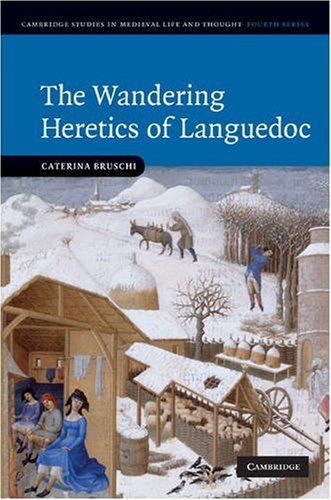 CAMBRIDGE STUDIES IN MEDIEVAL LIFE AND THOUGHT FOURTH SERIES
The Wandering
Heretics of Languedoc
CATERINA BRUSCHI
CAMBRIDGE